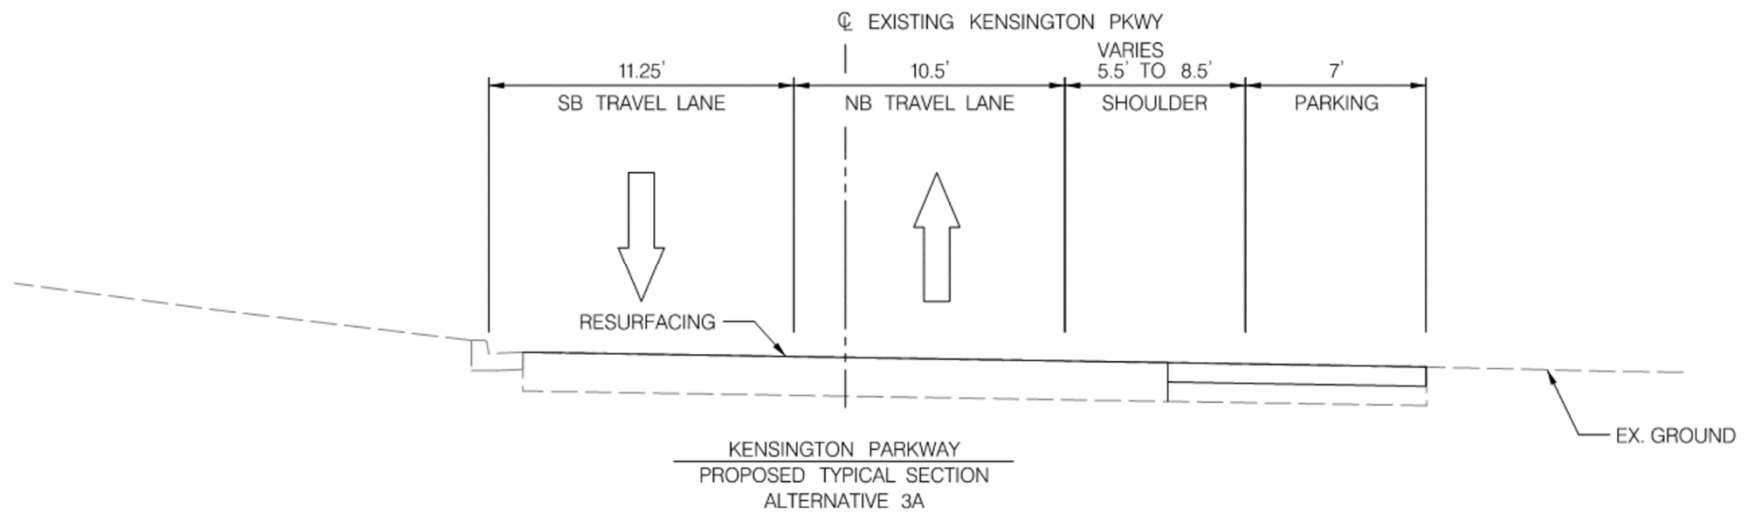 ℄ EXISTING KENSINGTON PKWY
VARIES
11.25' 10.5' 5.5' TO 8.5' 7'
SB TRAVEL LANE NB TRAVEL LANE SHOULDER PARKING
RESURFACING
EX. GROUND
KENSINGTON PARKWAY
PROPOSED TYPICAL SECTION
ALTERNATIVE 3A